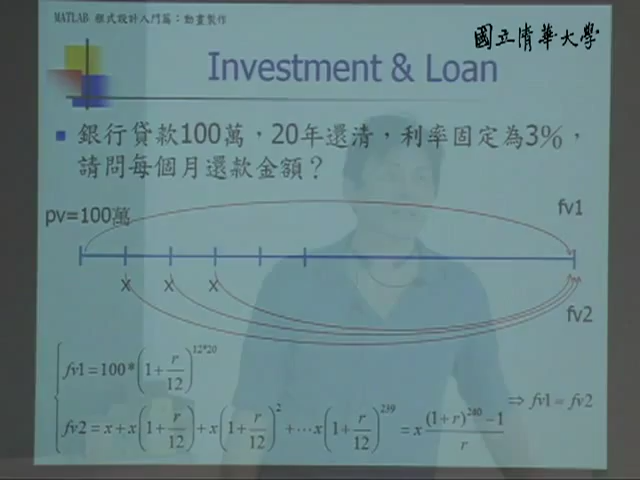 MATLAB 程式設計入門篇：動畫製作
國立清華大學
Investment & Loan
銀行貸款100萬，20年還清，利率固定為3%，
請問每個月還款金額？
pv=100萬
fv1
x x x
fv2
fv1=100*(1+r/12)^12*20
fv2=x+x(1+r/12)+x(1+r/12)^2+⋯x(1+r/12)^239=x((1+r)^240−1)/r ⇒ fv1=fv2